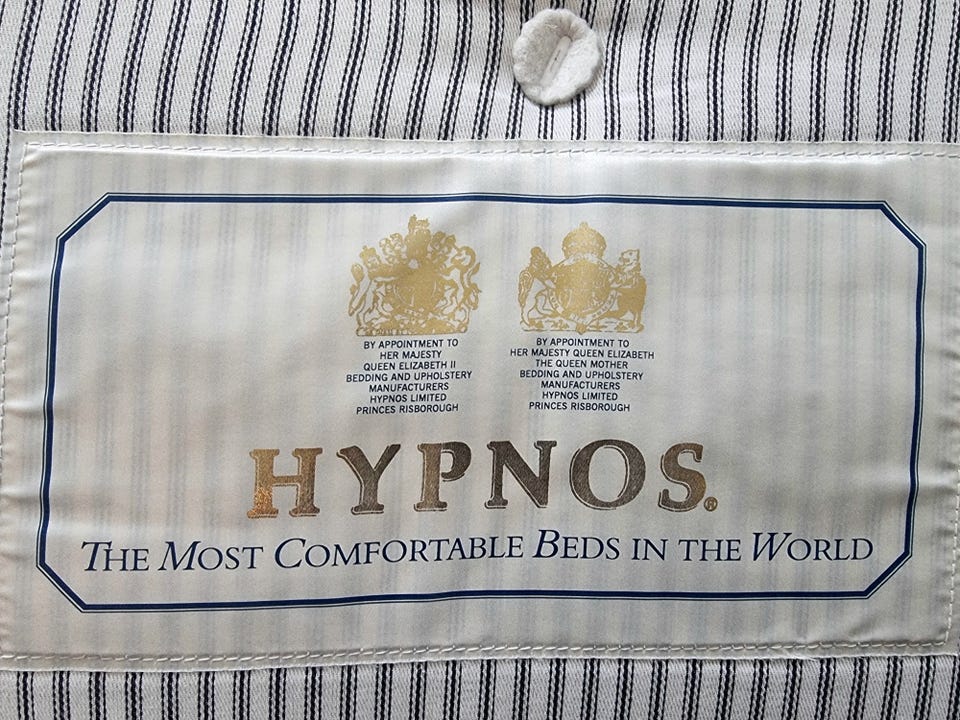 BY APPOINTMENT TO
HER MAJESTY
QUEEN ELIZABETH II
BEDDING AND UPHOLSTERY
MANUFACTURERS
HYPNOS LIMITED
PRINCES RISBOROUGH
BY APPOINTMENT TO
HER MAJESTY QUEEN ELIZABETH
THE QUEEN MOTHER
BEDDING AND UPHOLSTERY
MANUFACTURERS
HYPNOS LIMITED
PRINCES RISBOROUGH
HYPNOS®
THE MOST COMFORTABLE BEDS IN THE WORLD